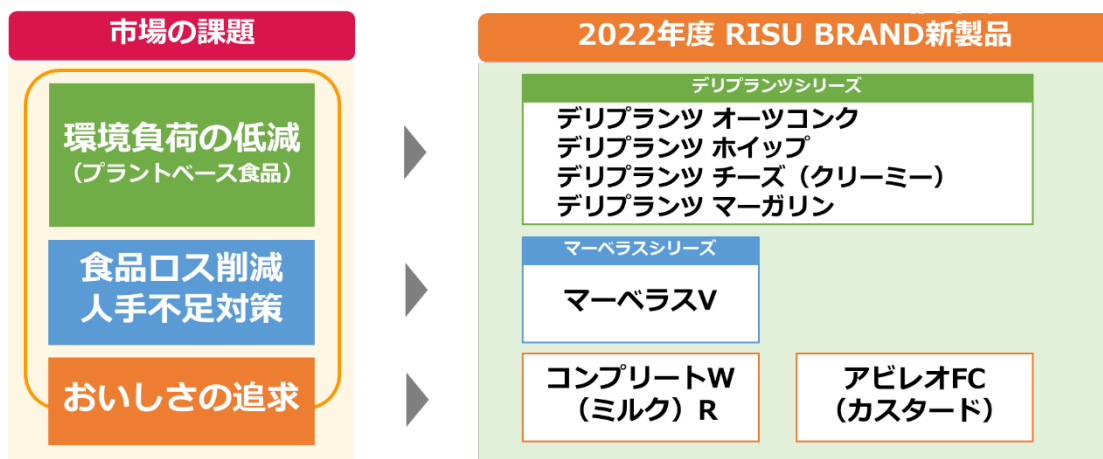 市場の課題
環境負荷の低減
（プラントベース食品）
食品ロス削減
人手不足対策
おいしさの追求
2022年度 RISU BRAND新製品
デリプランツシリーズ
デリプランツ オーツコンク
デリプランツ ホイップ
デリプランツ チーズ（クリーミー）
デリプランツ マーガリン
マーベラスシリーズ
マーベラスV
コンプリートW
（ミルク）R
アビレオFC
（カスタード）